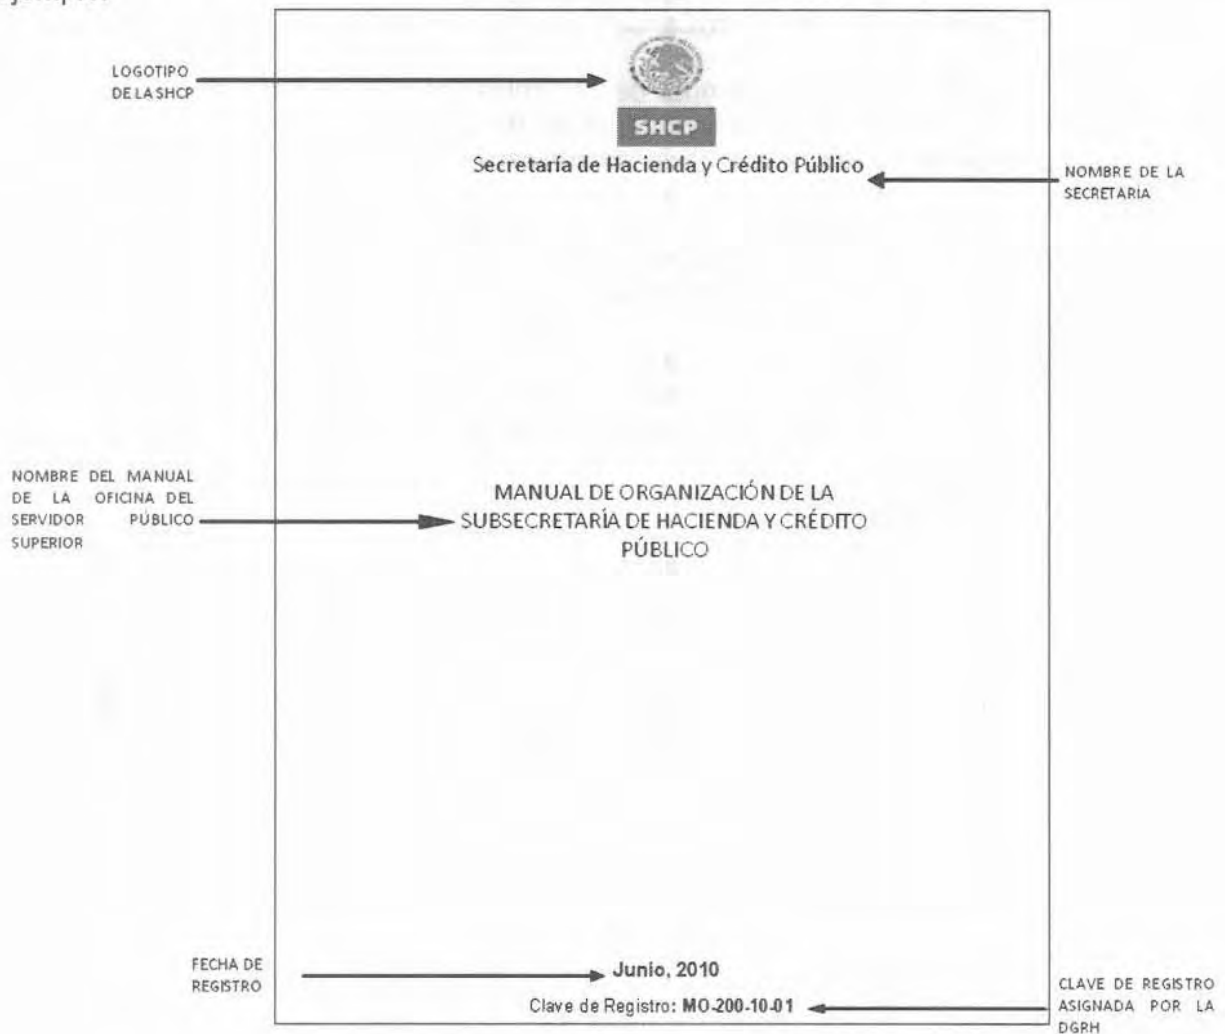 LOGOTIPO
DE LA SHCP
SHCP
Secretaría de Hacienda y Crédito Público
NOMBRE DE LA
SECRETARIA
NOMBRE DEL MANUAL
DE LA OFICINA DEL
SERVIDOR PÚBLICO
SUPERIOR
MANUAL DE ORGANIZACIÓN DE LA
SUBSECRETARÍA DE HACIENDA Y CRÉDITO
PÚBLICO
FECHA DE
REGISTRO
Junio, 2010
Clave de Registro: MO-200-10-01
CLAVE DE REGISTRO
ASIGNADA POR LA
DGRH